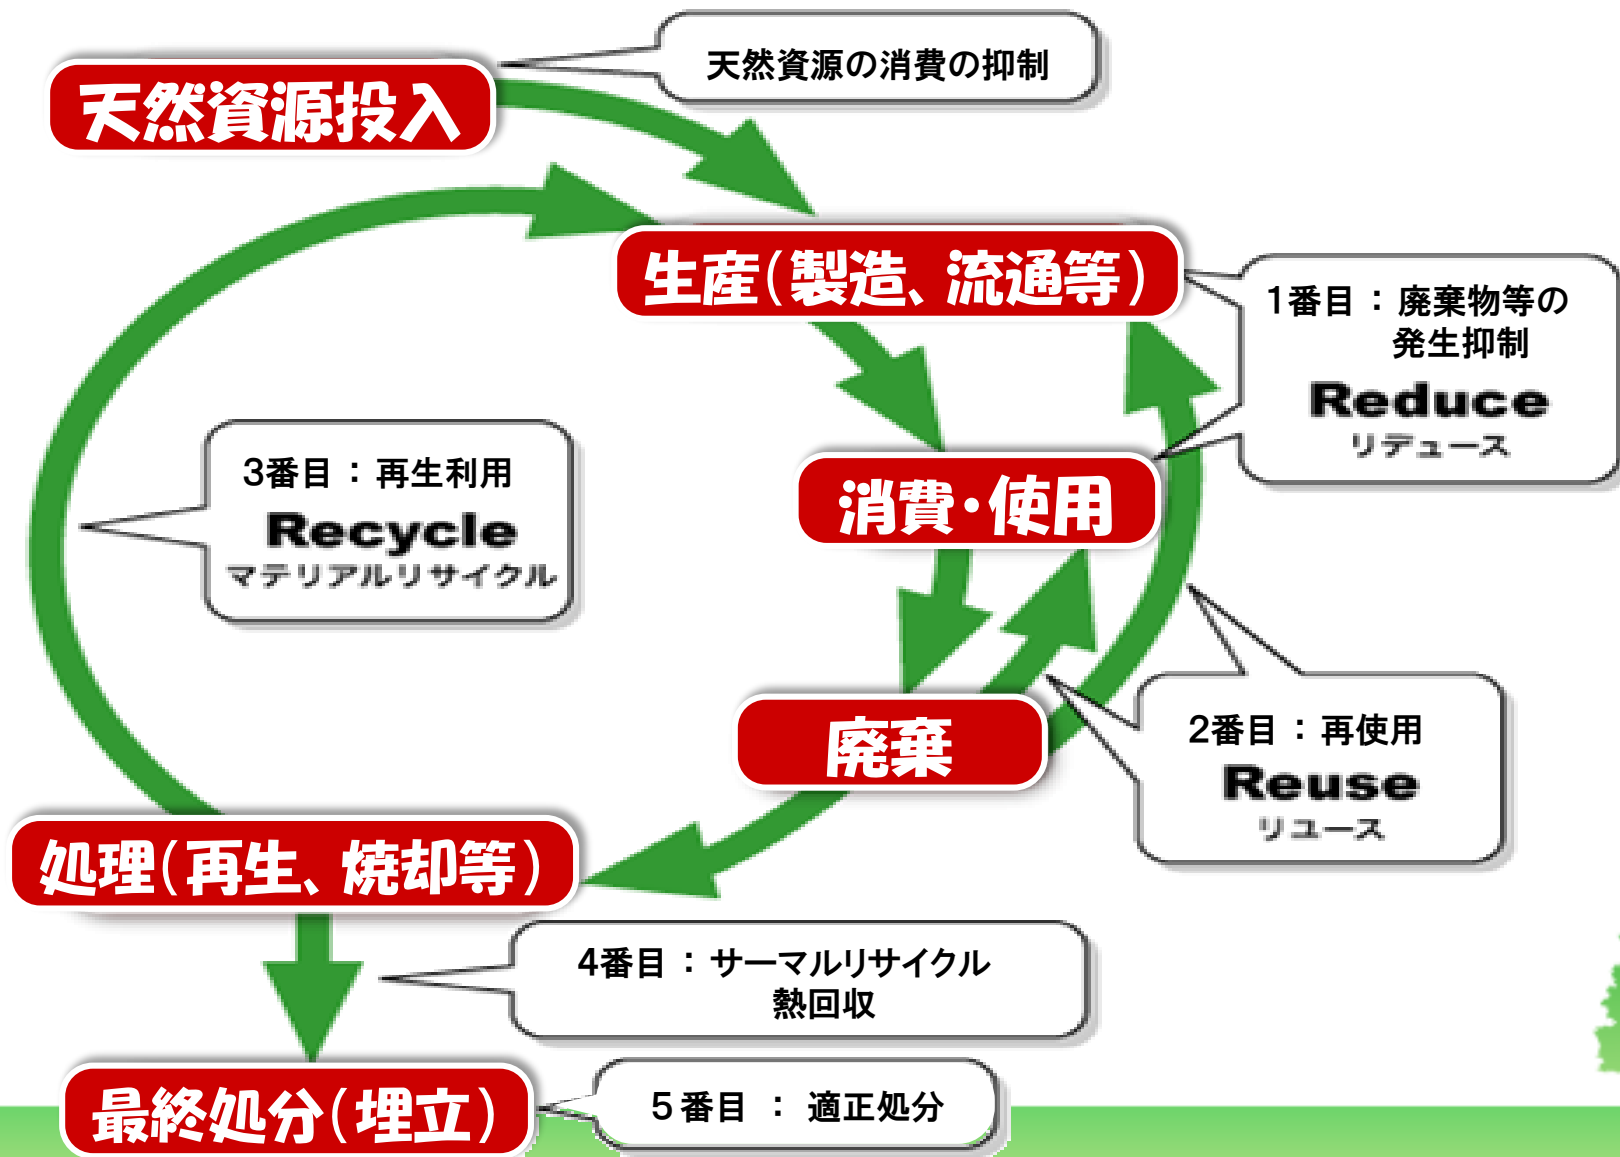 天然資源の消費の抑制
天然資源投入
生産(製造、流通等)
1番目：廃棄物等の
発生抑制
Reduce
リデュース
3番目：再生利用
Recycle
マテリアルリサイクル
消費・使用
2番目：再使用
Reuse
リユース
廃棄
処理(再生、焼却等)
4番目：サーマルリサイクル
熱回収
最終処分(埋立)
5番目 ： 適正処分